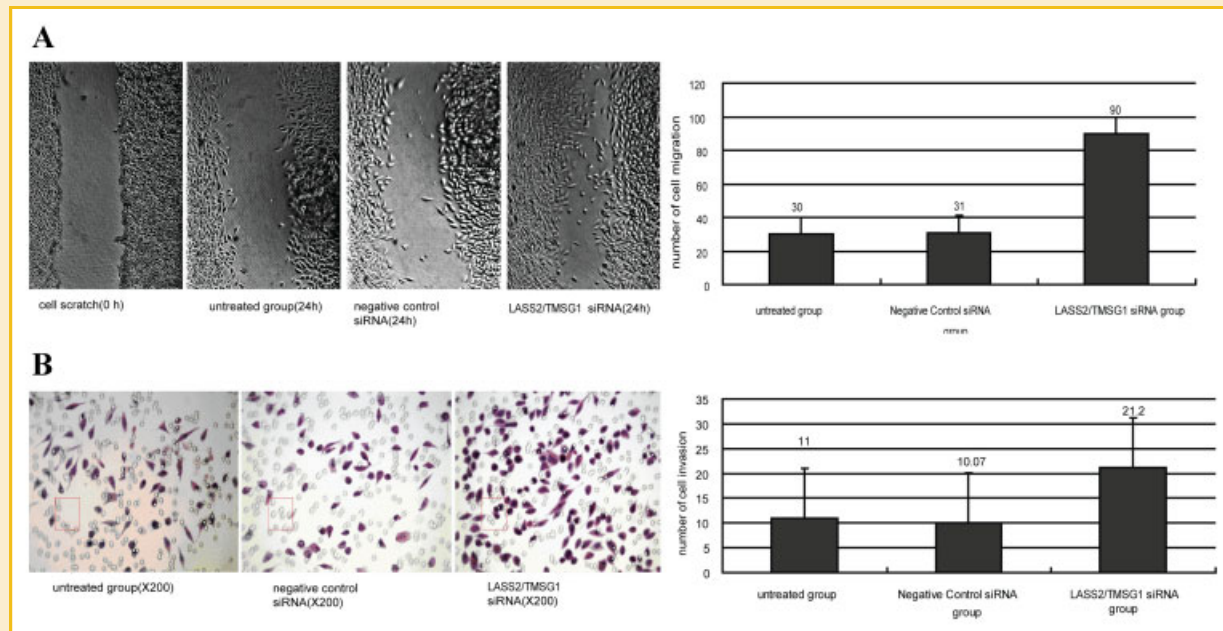 A
cell scratch(0 h)
untreated group(24h)
negative control
siRNA(24h)
LASS2/TMSG1 siRNA(24h)
number of cell migration
120
100
80
60
40
20
0
30
31
90
untreated group
Negative Control siRNA
group
LASS2/TMSG1 siRNA group
B
untreated group(X200)
negative control
siRNA(X200)
LASS2/TMSG1
siRNA(X200)
number of cell invasion
35
30
25
20
15
10
5
0
11
10.07
21.2
untreated group
Negative Control siRNA
group
LASS2/TMSG1 siRNA
group